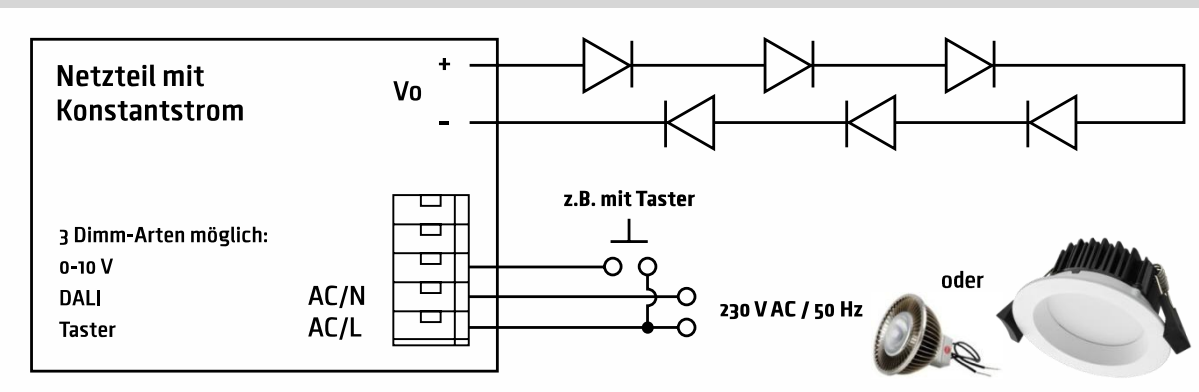 Netzteil mit
Konstantstrom
Vo
+
-
z.B. mit Taster
3 Dimm-Arten möglich:
0-10 V
DALI
Taster
AC/N
AC/L
230 V AC / 50 Hz
oder